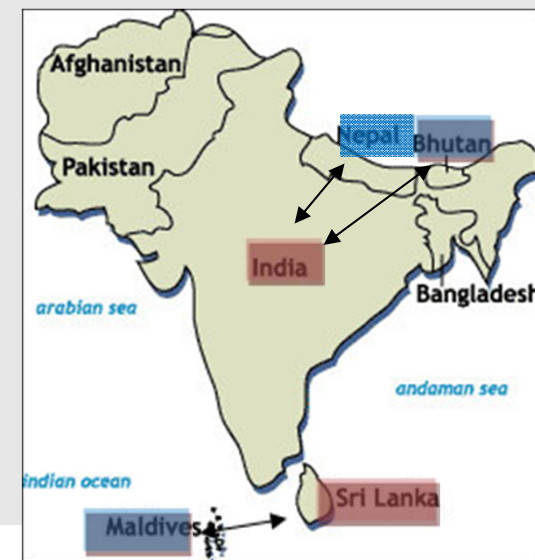 Afghanistan
Nepal
Bhutan
Pakistan
India
Bangladesh
arabian sea
andaman sea
indian ocean
Sri Lanka
Maldives